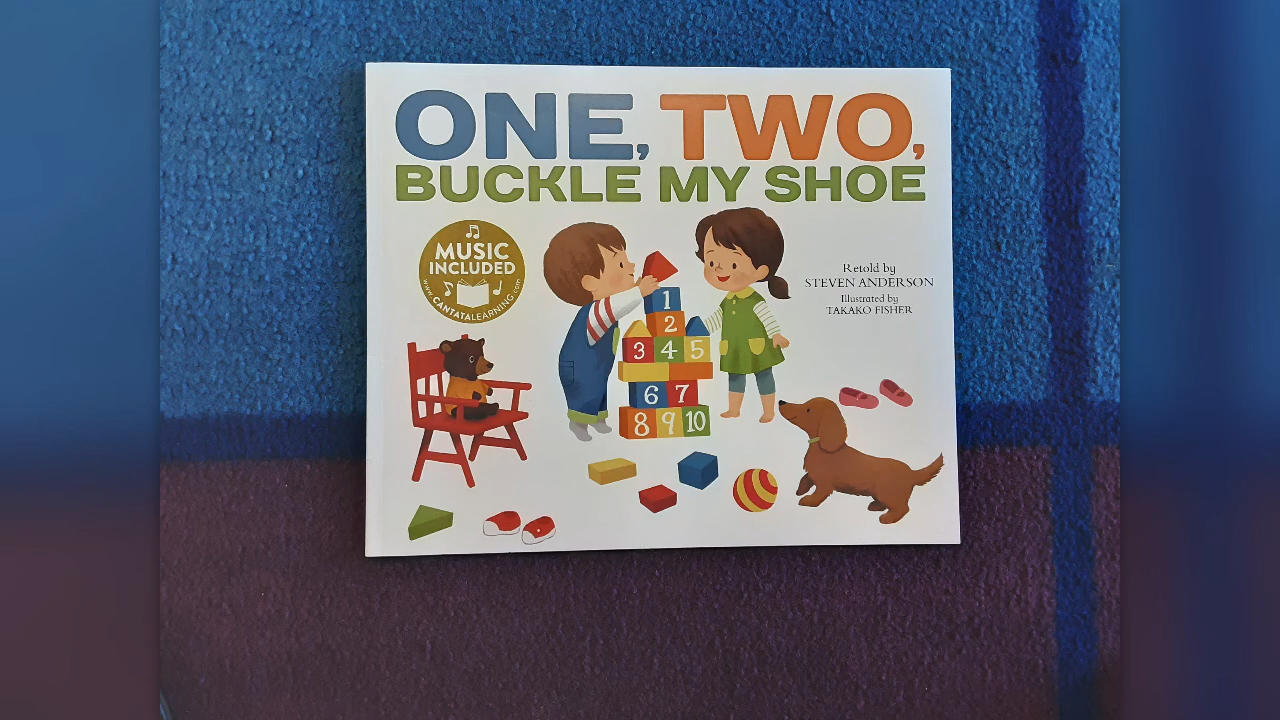 ONE, TWO,
BUCKLE MY SHOE
MUSIC
INCLUDED
www.CANTATALEARNING.com
1
2
3 4 5
6 7
8 9 10
Retold by
STEVEN ANDERSON
Illustrated by
TAKAKO FISHER